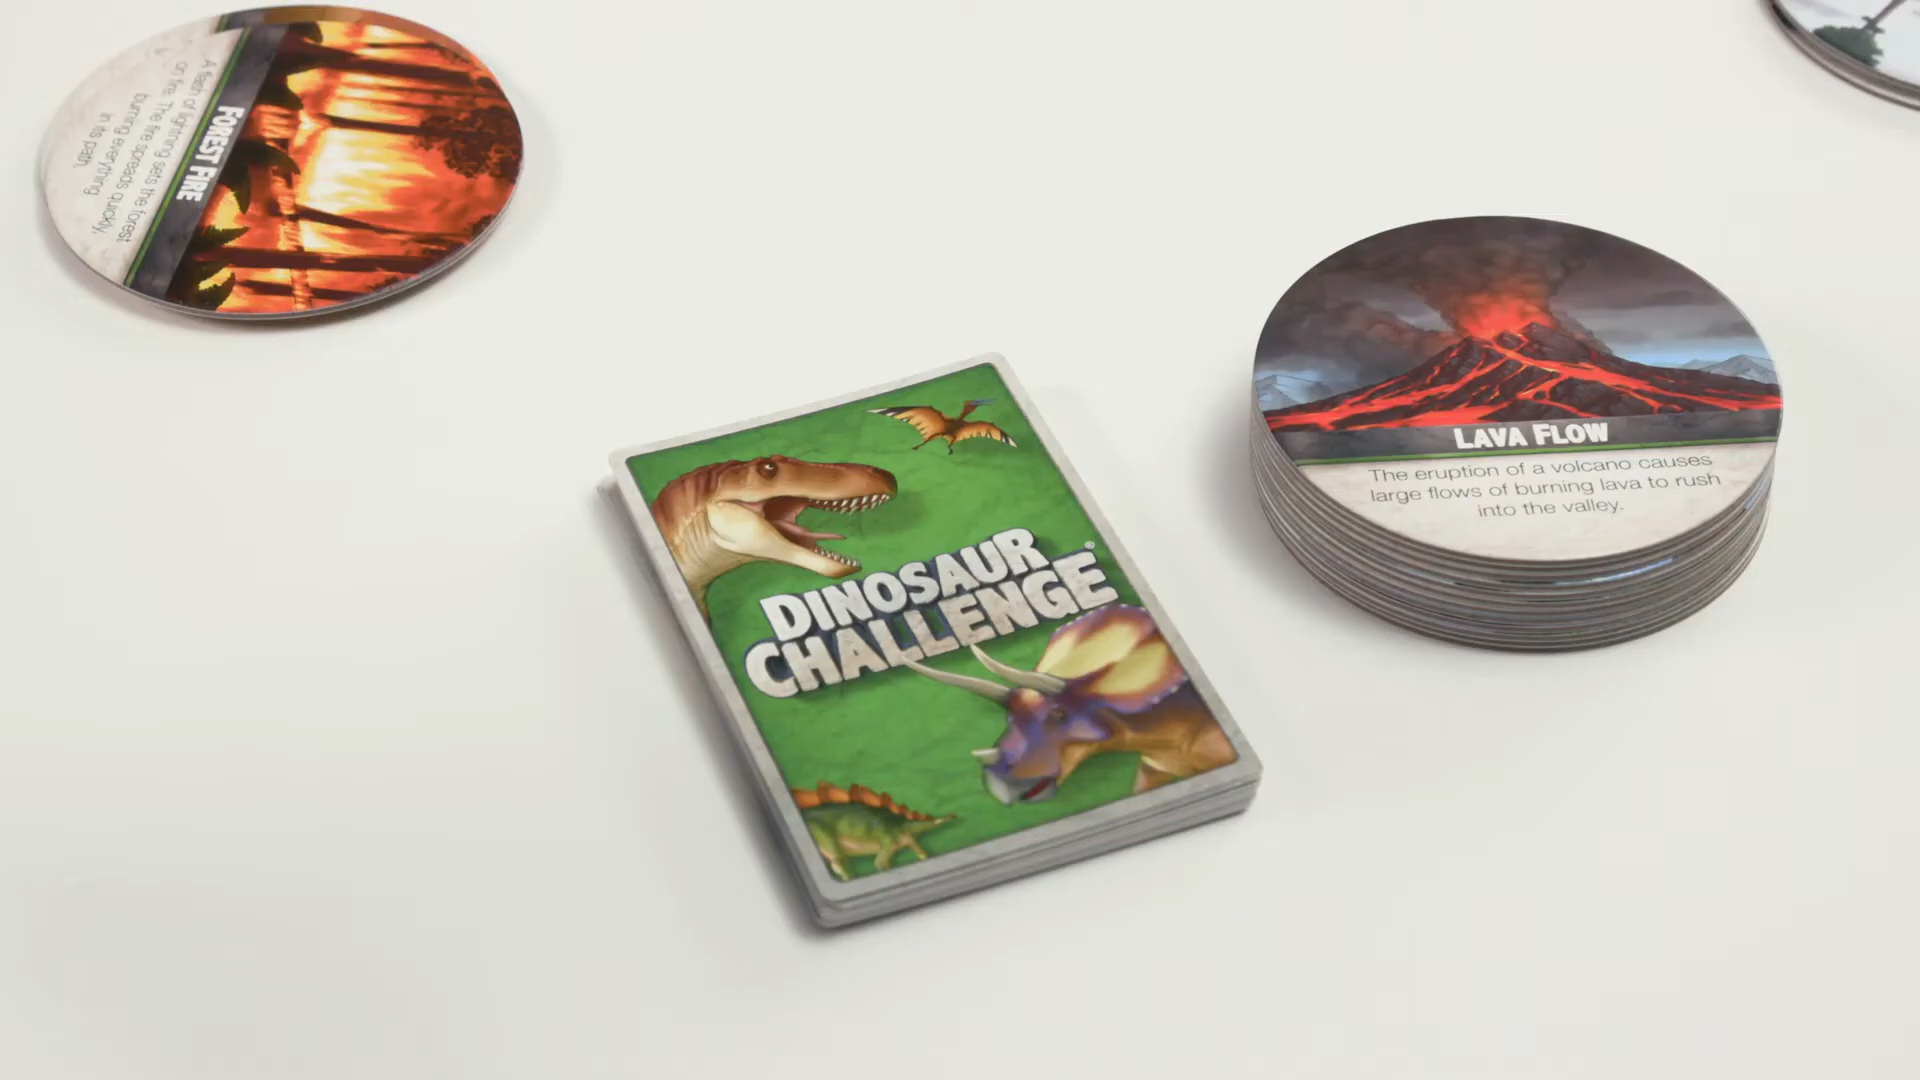 FOREST FIRE
A flash of lightning sets the forest
on fire. The fire spreads quickly,
burning everything
in its path.
DINOSAUR
CHALLENGE®
LAVA FLOW
The eruption of a volcano causes
large flows of burning lava to rush
into the valley.